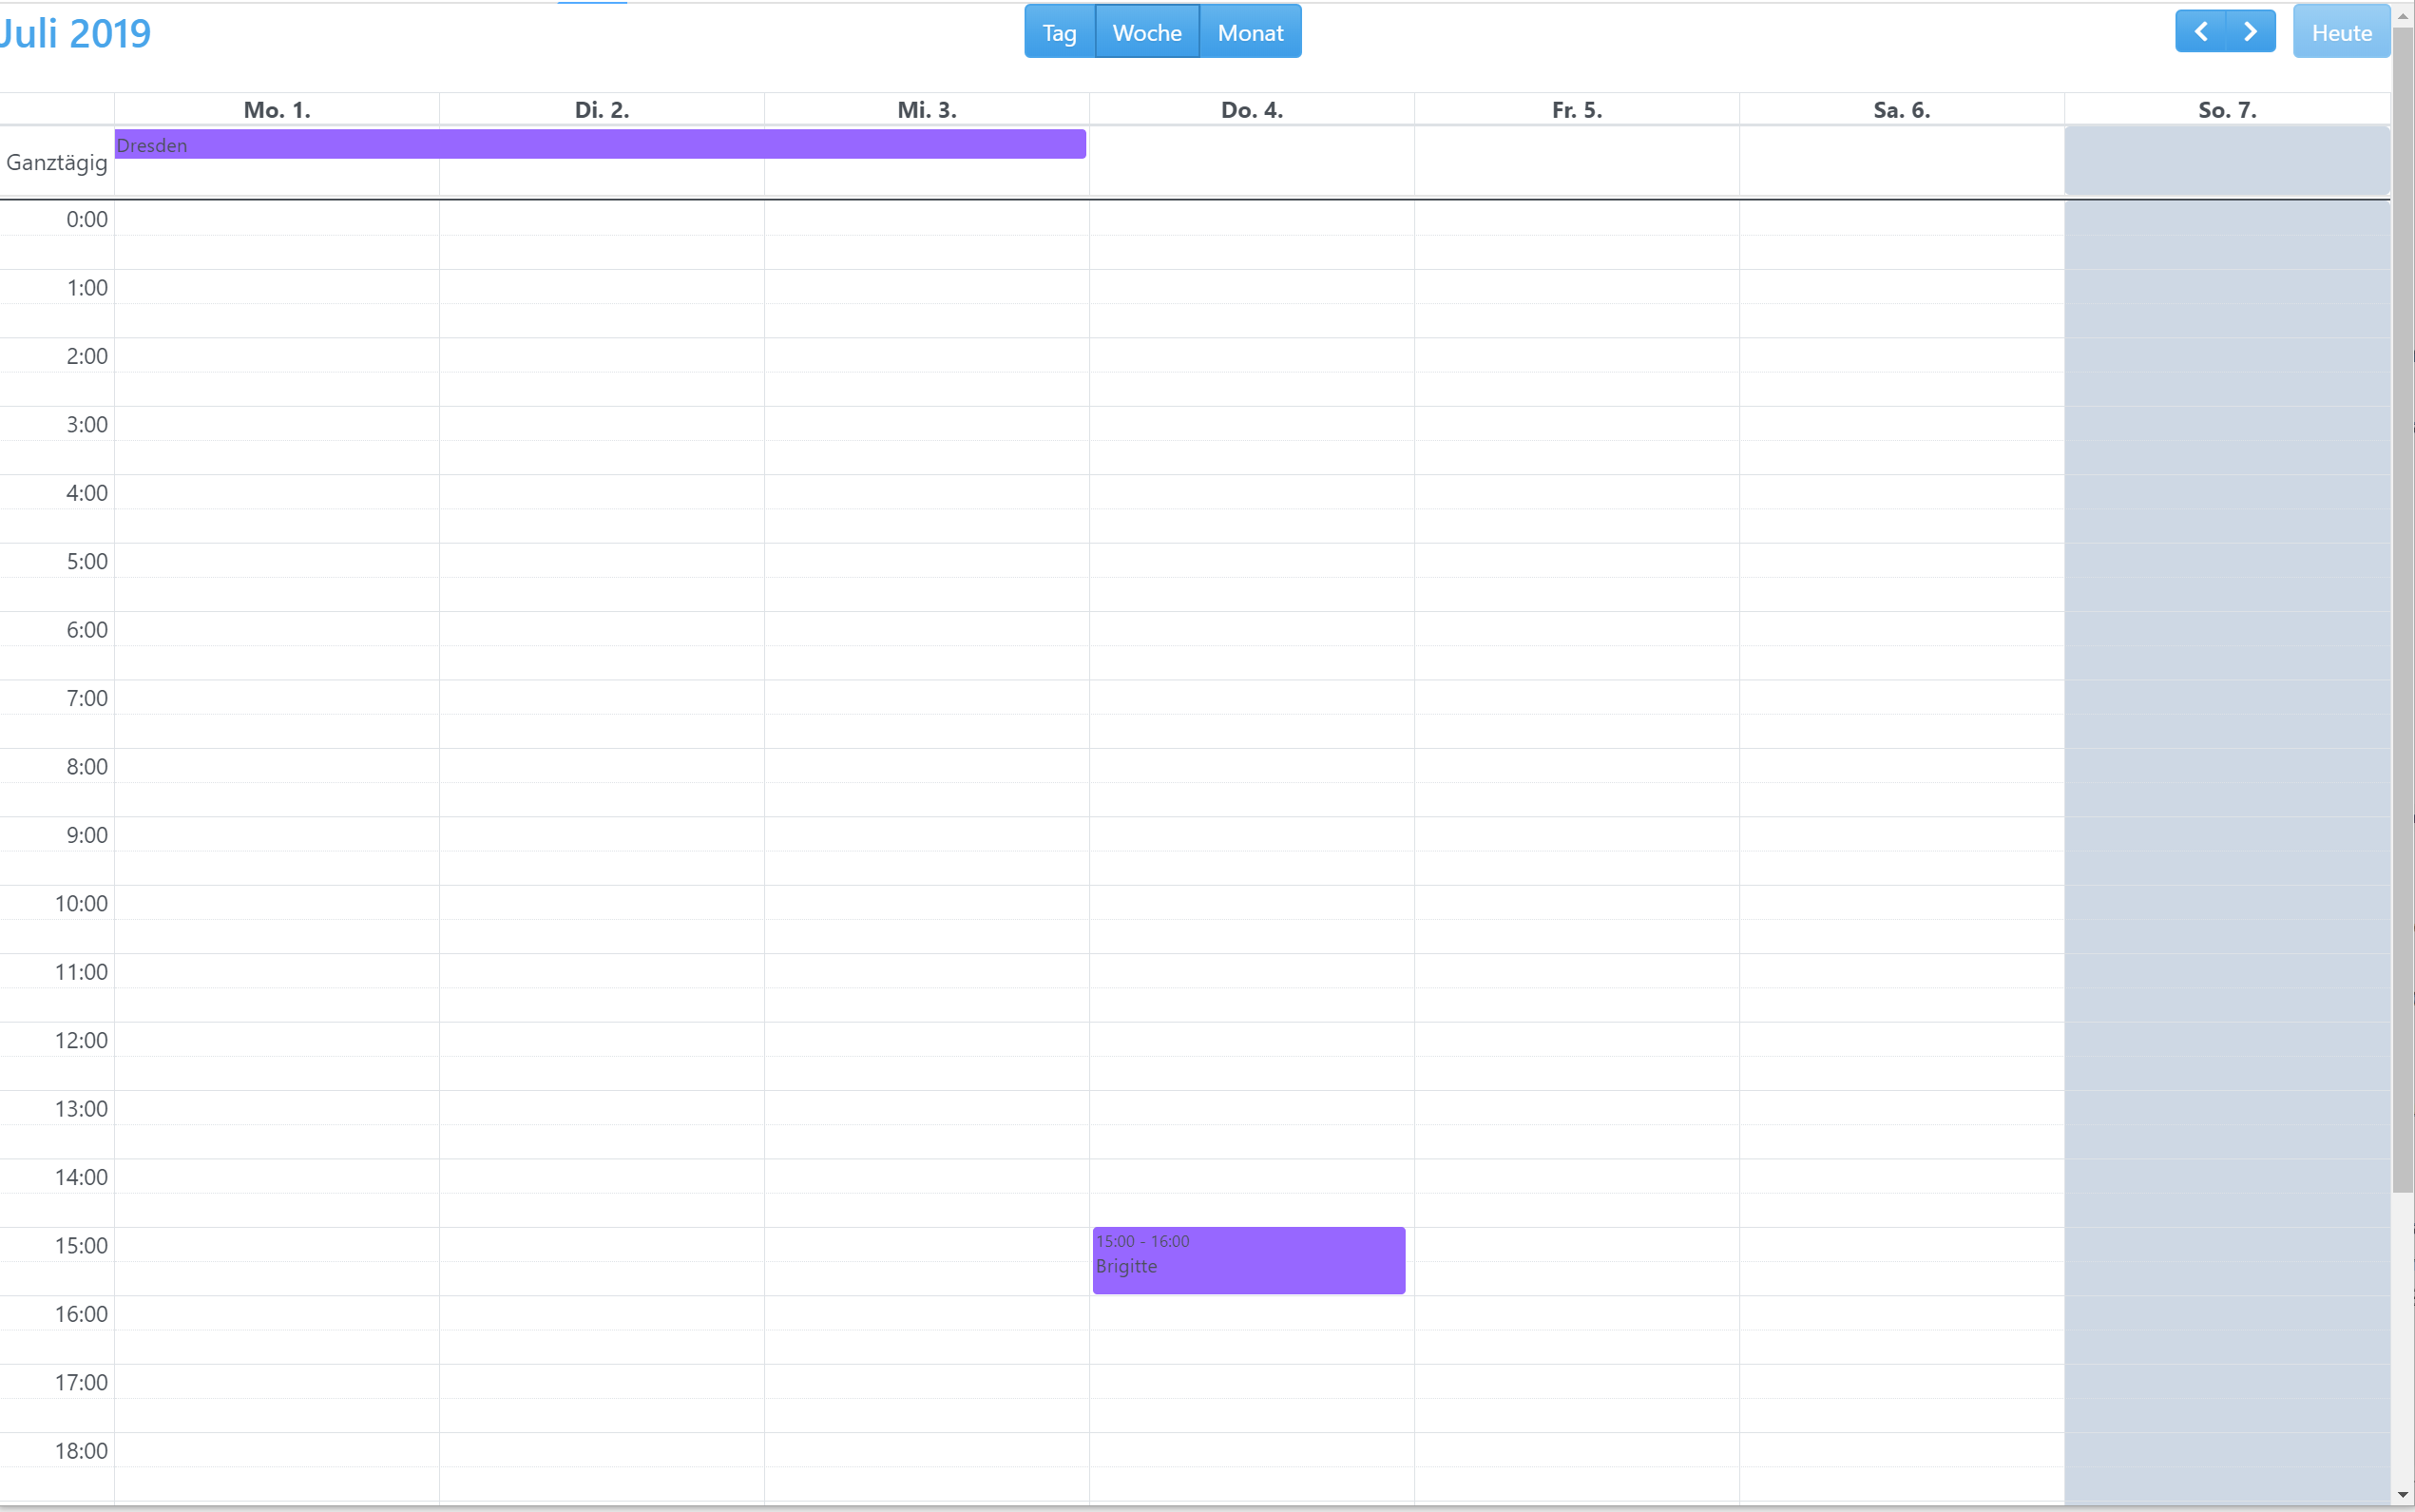 Juli 2019
Tag Woche Monat
Heute
Mo. 1. Di. 2. Mi. 3. Do. 4. Fr. 5. Sa. 6. So. 7.
Ganztägig
Dresden
0:00
1:00
2:00
3:00
4:00
5:00
6:00
7:00
8:00
9:00
10:00
11:00
12:00
13:00
14:00
15:00
15:00 - 16:00
Brigitte
16:00
17:00
18:00